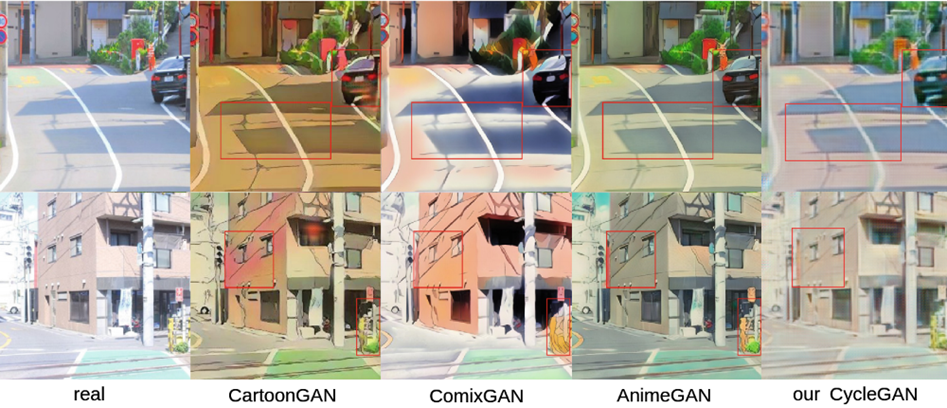 real
CartoonGAN
ComixGAN
AnimeGAN
our CycleGAN